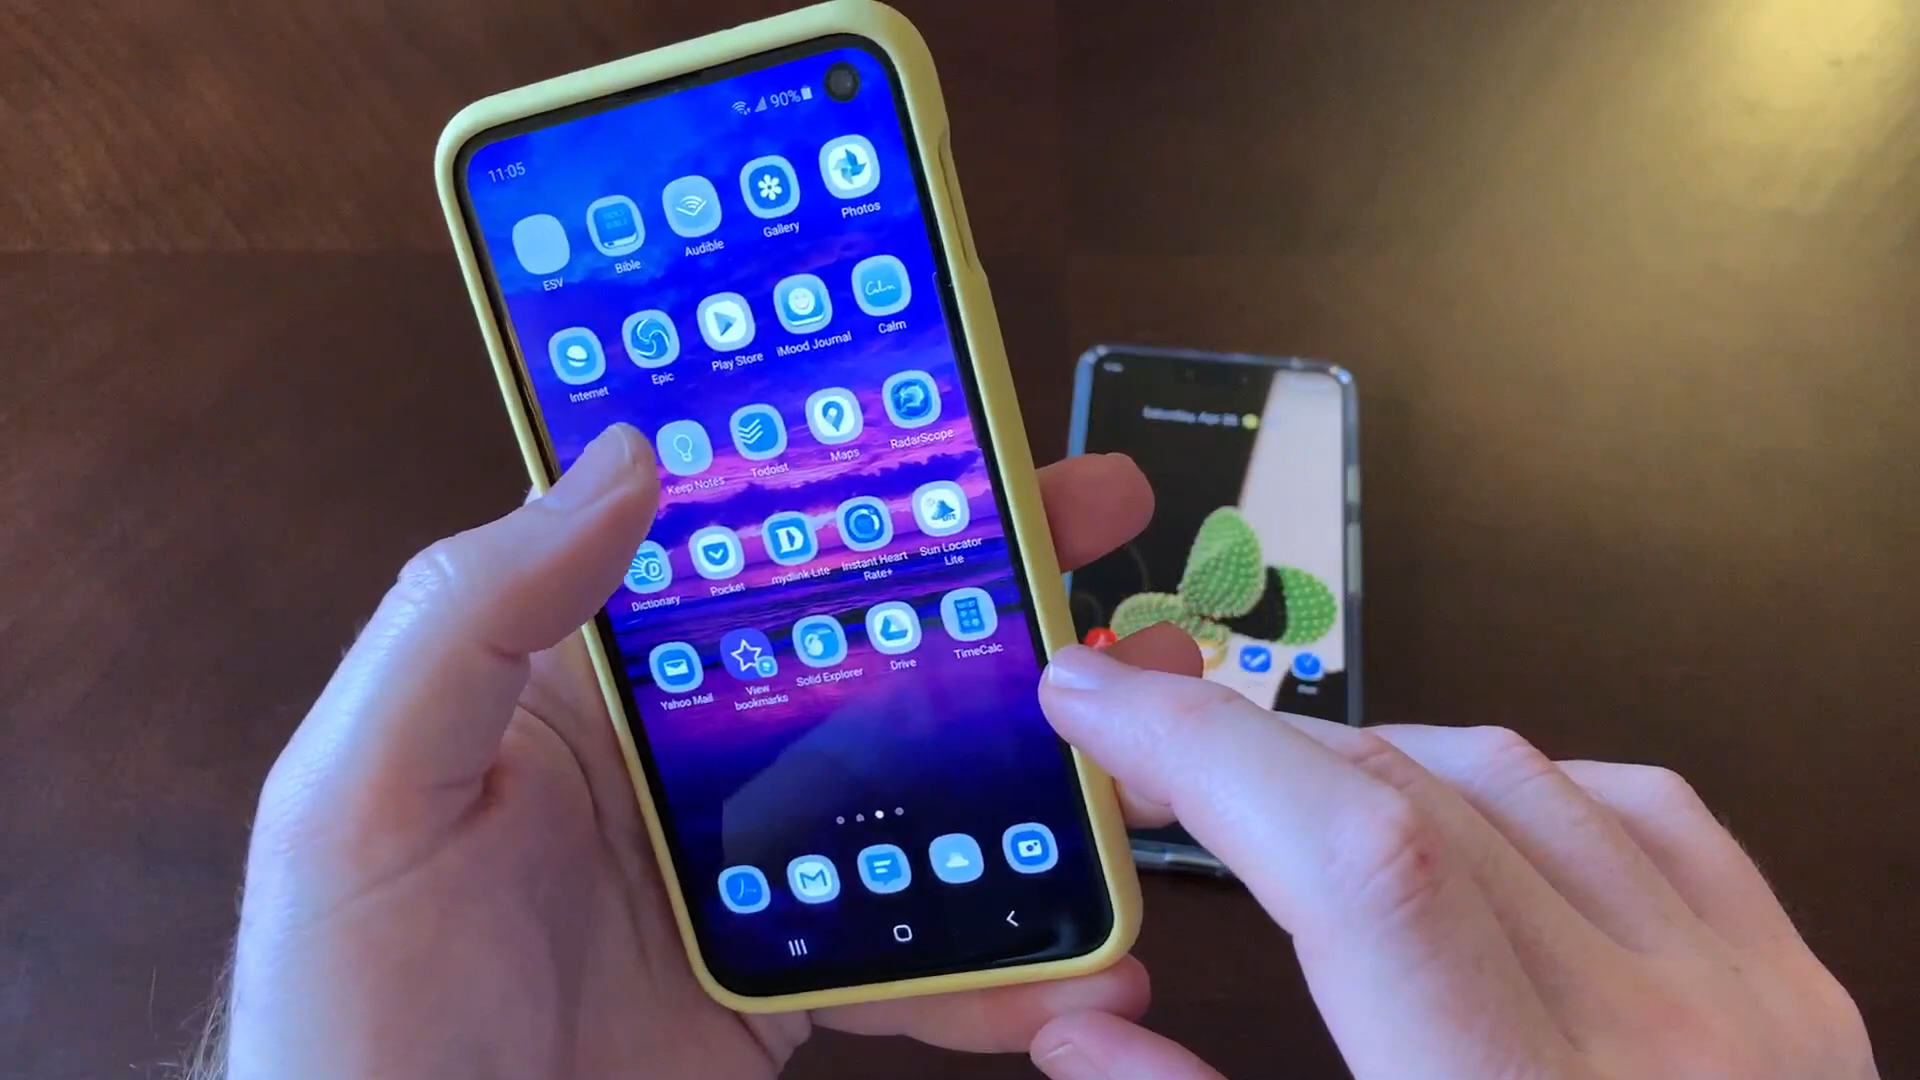 11:05
90%
ESV
Bible
Audible
Gallery
Photos
Internet
Epic
Play Store
iMood Journal
Calm
Calm
Keep Notes
Todoist
Maps
RadarScope
Dictionary
Pocket
mydlink Lite
Instant Heart
Rate+
Sun Locator
Lite
Yahoo Mail
View
bookmarks
Solid Explorer
Drive
TimeCalc